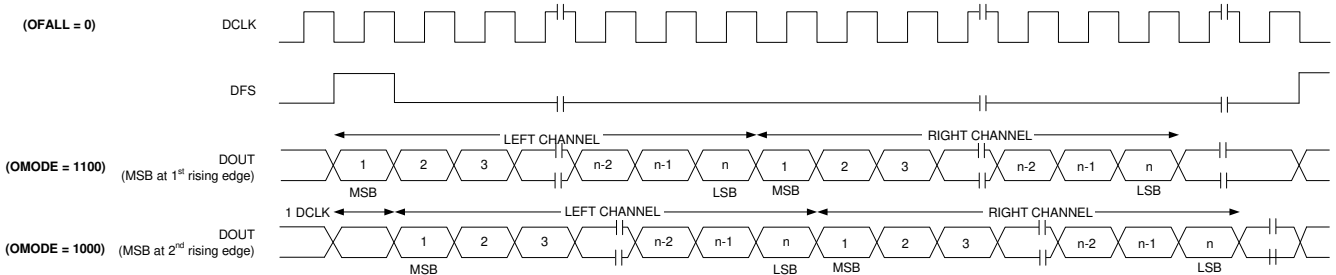 (OFALL = 0) DCLK
DFS
LEFT CHANNEL RIGHT CHANNEL
(OMODE = 1100) DOUT 1 2 3 n-2 n-1 n 1 2 3 n-2 n-1 n
(MSB at 1st rising edge)
MSB LSB MSB LSB
1 DCLK LEFT CHANNEL RIGHT CHANNEL
(OMODE = 1000) DOUT 1 2 3 n-2 n-1 n 1 2 3 n-2 n-1 n
(MSB at 2nd rising edge)
MSB LSB MSB LSB